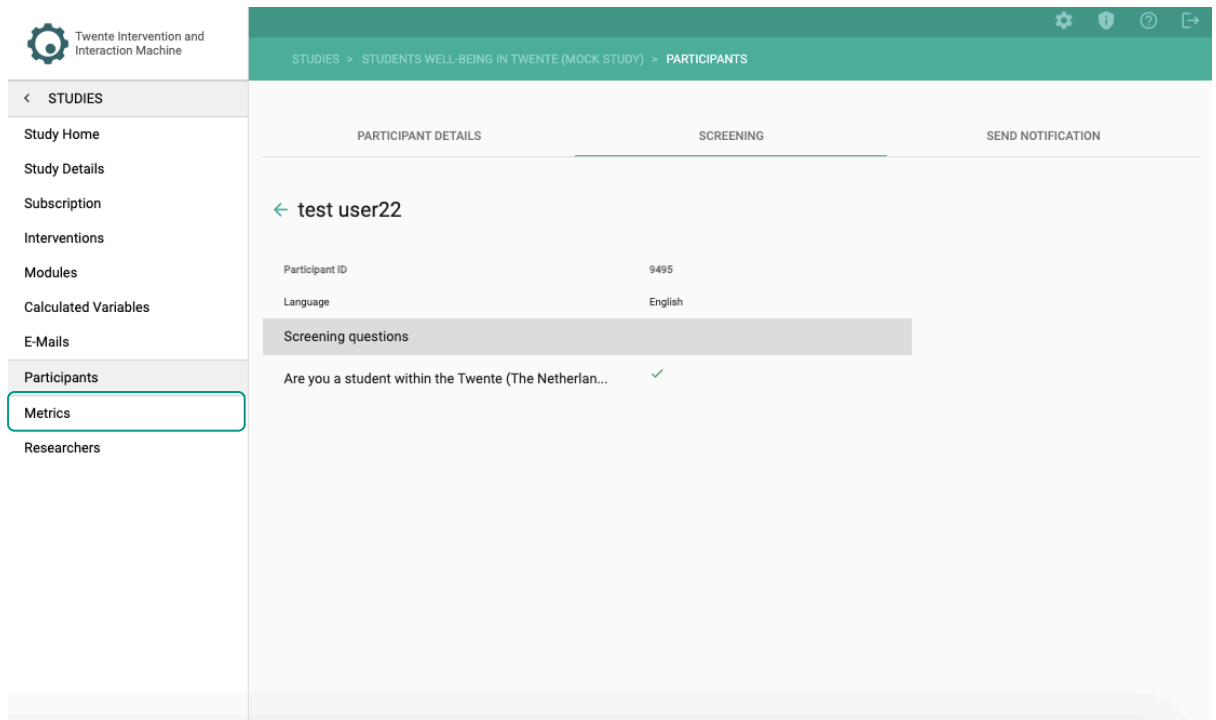 Twente Intervention and
Interaction Machine
STUDIES > STUDENTS WELL-BEING IN TWENTE (MOCK STUDY) > PARTICIPANTS
< STUDIES
Study Home
Study Details
Subscription
Interventions
Modules
Calculated Variables
E-Mails
Participants
Metrics
Researchers
PARTICIPANT DETAILS SCREENING SEND NOTIFICATION
← test user22
Participant ID 9495
Language English
Screening questions
Are you a student within the Twente (The Netherlan... ✓